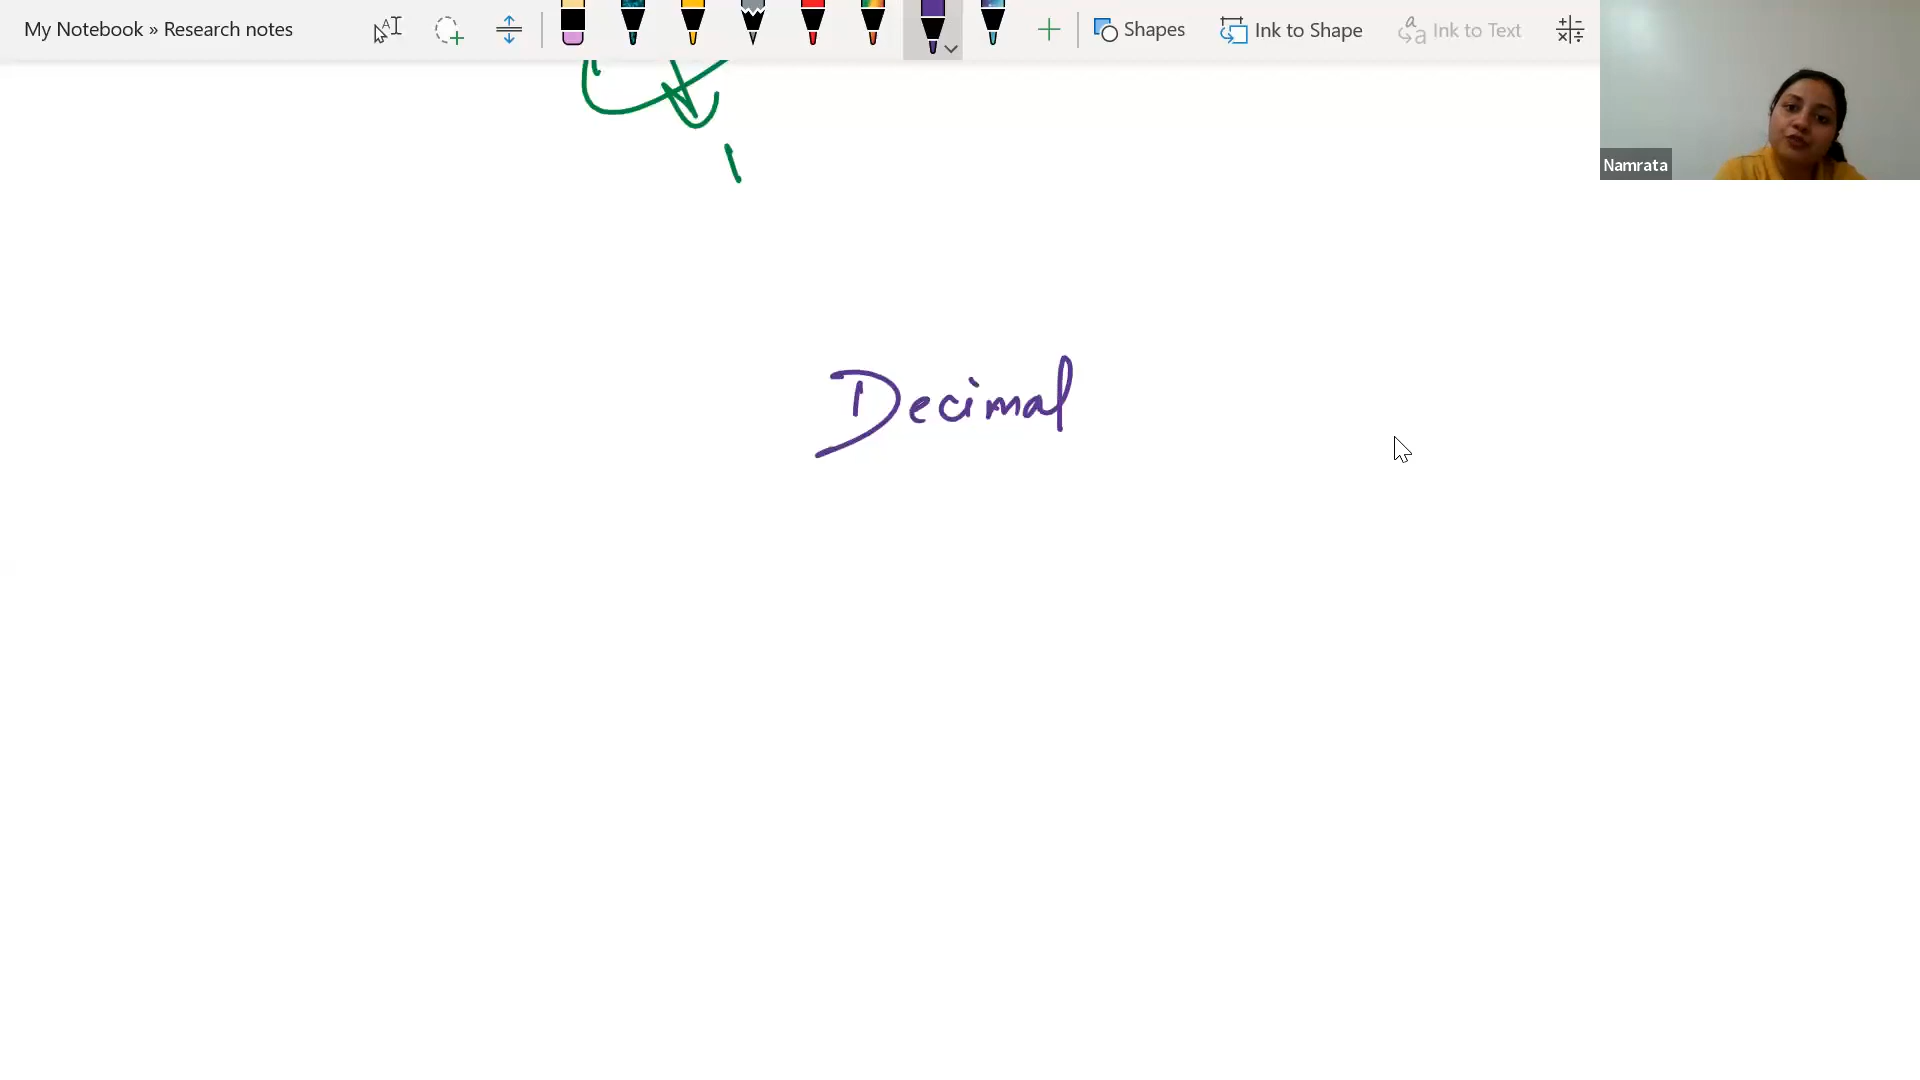 My Notebook » Research notes
Shapes
Ink to Shape
Ink to Text
Namrata
Decimal